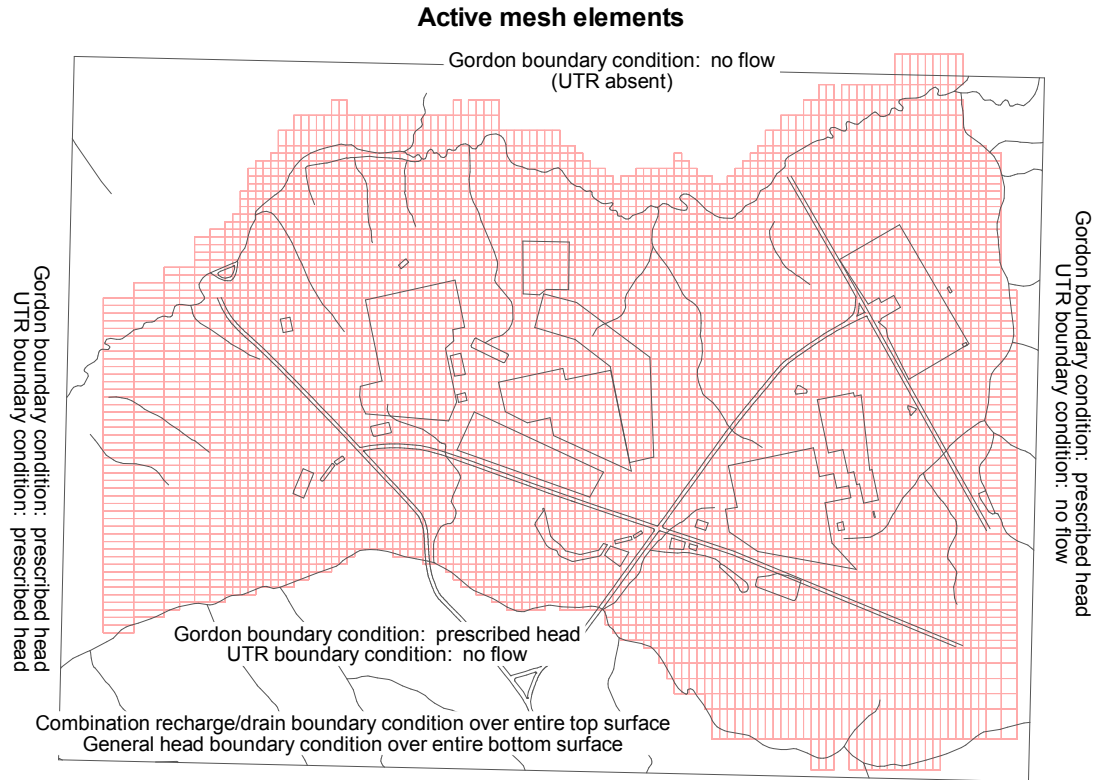 Active mesh elements
Gordon boundary condition:  no flow
(UTR absent)
Gordon boundary condition:  prescribed head
UTR boundary condition:  prescribed head
Gordon boundary condition:  prescribed head
UTR boundary condition:  no flow
Gordon boundary condition:  prescribed head
UTR boundary condition:  no flow
Combination recharge/drain boundary condition over entire top surface
General head boundary condition over entire bottom surface